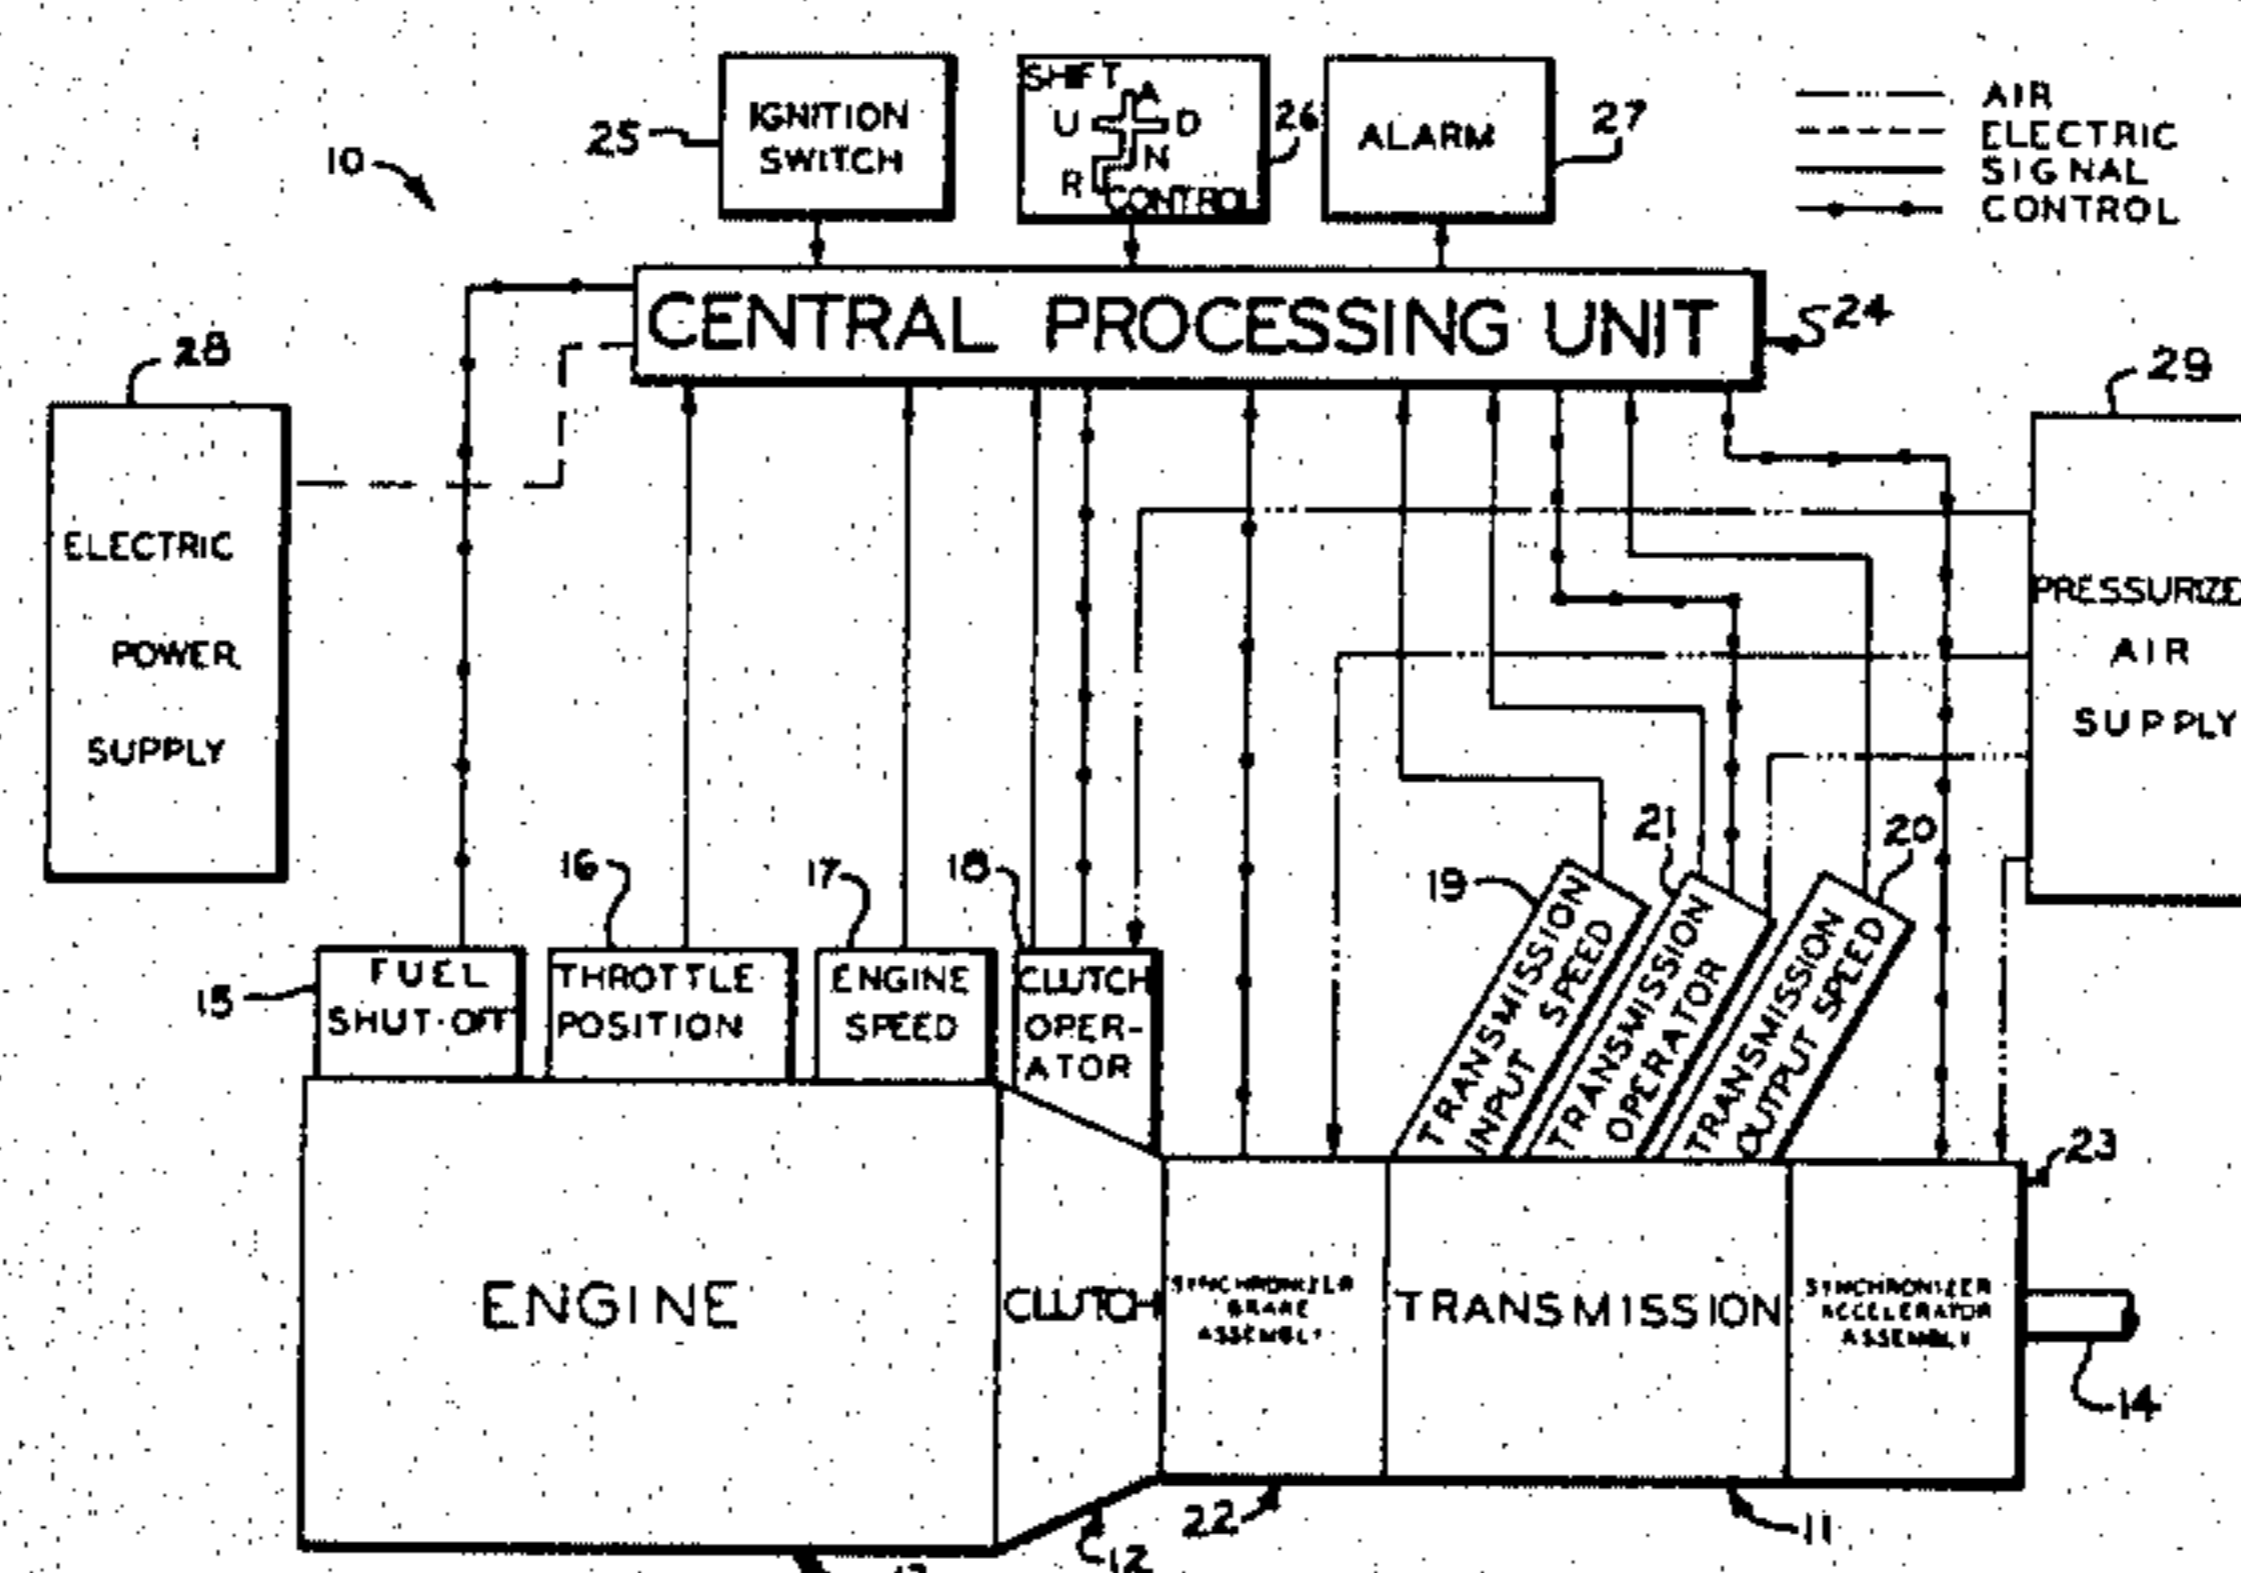 10
25
IGNITION
SWITCH
SHIFT
A
U
D
N
R
CONTROL
26
ALARM
27
AIR
ELECTRIC
SIGNAL
CONTROL
CENTRAL PROCESSING UNIT
24
28
ELECTRIC
POWER
SUPPLY
29
PRESSURIZE
AIR
SUPPLY
15
FUEL
SHUT-OFF
16
THROTTLE
POSITION
17
ENGINE
SPEED
18
CLUTCH
OPER-
ATOR
19
TRANSMISSION
INPUT SPEED
21
TRANSMISSION
OPERATOR
20
TRANSMISSION
OUTPUT SPEED
23
ENGINE
CLUTCH
SYNCHRONIZER
BRAKE
ASSEMBLY
TRANSMISSION
SYNCHRONIZER
ACCELERATOR
ASSEMBLY
14
22
11
12